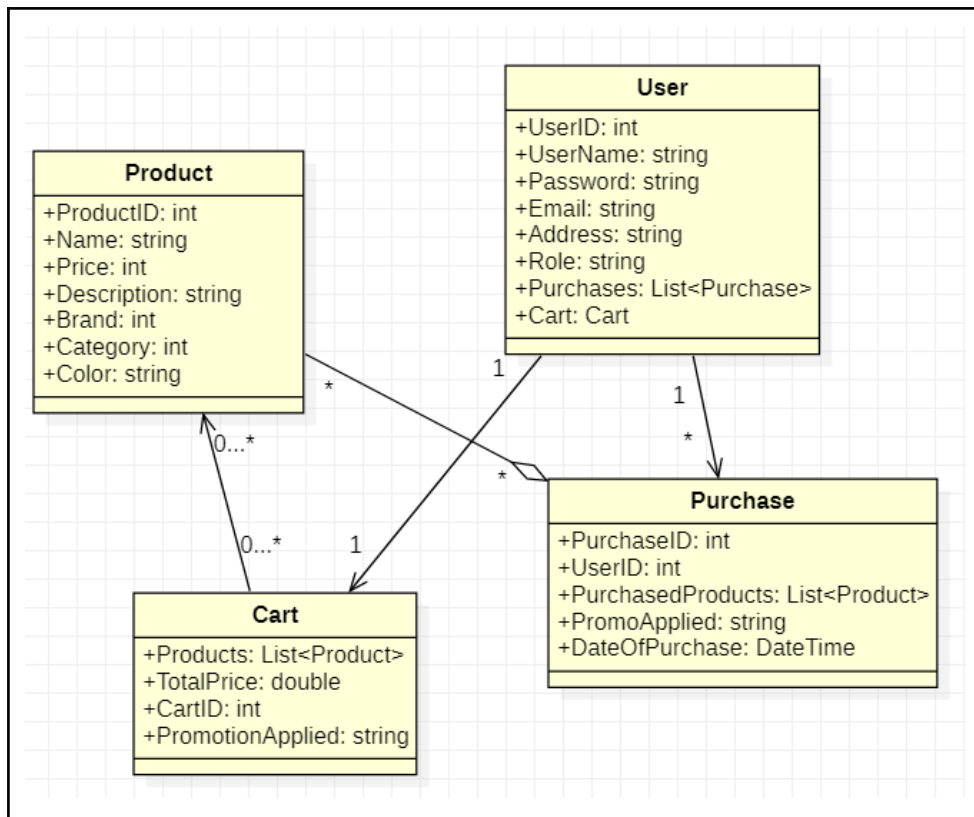 User
+UserID: int
+UserName: string
+Password: string
+Email: string
+Address: string
+Role: string
+Purchases: List<Purchase>
+Cart: Cart
Product
+ProductID: int
+Name: string
+Price: int
+Description: string
+Brand: int
+Category: int
+Color: string
1
*
1
*
*
0...*
0...*
1
Purchase
+PurchaseID: int
+UserID: int
+PurchasedProducts: List<Product>
+PromoApplied: string
+DateOfPurchase: DateTime
Cart
+Products: List<Product>
+TotalPrice: double
+CartID: int
+PromotionApplied: string